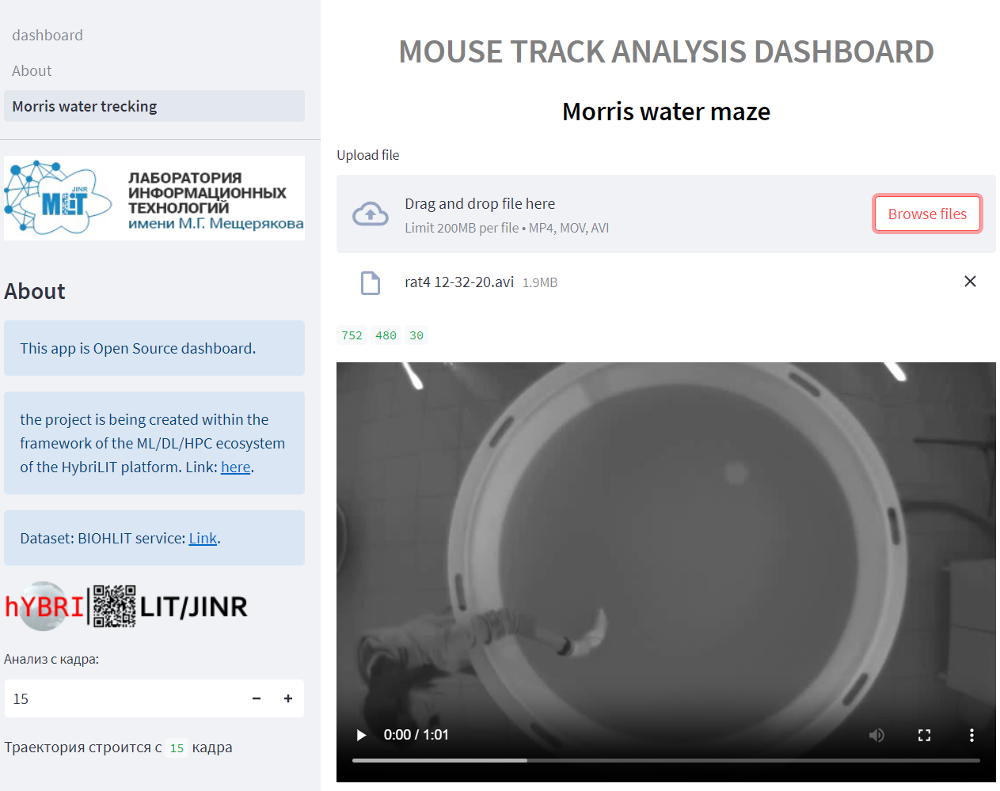 dashboard
About
Morris water trecking
JINR
MLIT
ЛАБОРАТОРИЯ
ИНФОРМАЦИОННЫХ
ТЕХНОЛОГИЙ
имени М.Г. Мещерякова
About
This app is Open Source dashboard.
the project is being created within the
framework of the ML/DL/HPC ecosystem
of the HybriLIT platform. Link: here.
Dataset: BIOHLIT service: Link.
hYBRI LIT/JINR
Анализ с кадра:
15
Траектория строится с 15 кадра
MOUSE TRACK ANALYSIS DASHBOARD
Morris water maze
Upload file
Drag and drop file here
Limit 200MB per file • MP4, MOV, AVI
Browse files
rat4 12-32-20.avi 1.9MB
752 480 30
0:00 / 1:01